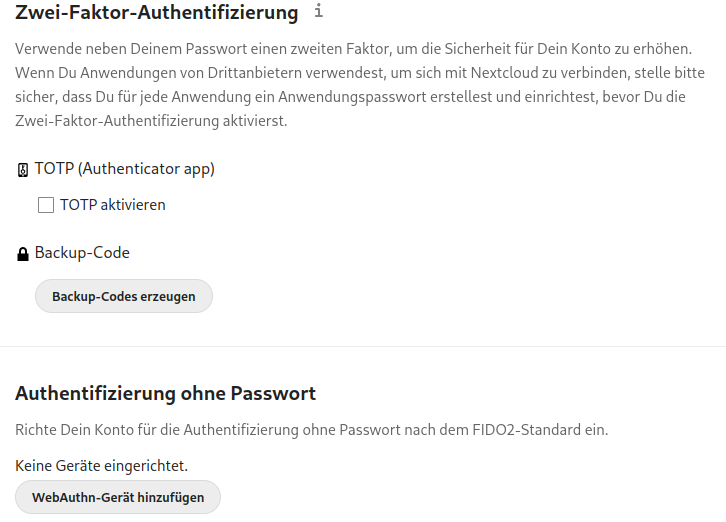 Zwei-Faktor-Authentifizierung i
Verwende neben Deinem Passwort einen zweiten Faktor, um die Sicherheit für Dein Konto zu erhöhen.
Wenn Du Anwendungen von Drittanbietern verwendest, um sich mit Nextcloud zu verbinden, stelle bitte
sicher, dass Du für jede Anwendung ein Anwendungspasswort erstellest und einrichtest, bevor Du die
Zwei-Faktor-Authentifizierung aktivierst.
TOTP (Authenticator app)
TOTP aktivieren
Backup-Code
Backup-Codes erzeugen
Authentifizierung ohne Passwort
Richte Dein Konto für die Authentifizierung ohne Passwort nach dem FIDO2-Standard ein.
Keine Geräte eingerichtet.
WebAuthn-Gerät hinzufügen